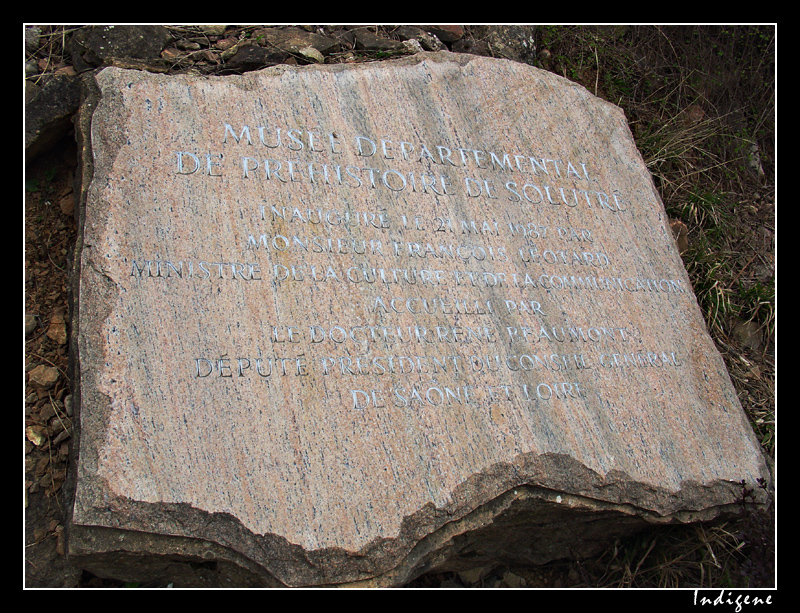 MUSÉE DÉPARTEMENTAL
DE PRÉHISTOIRE DE SOLUTRÉ
INAUGURÉ LE 21 MAI 1987 PAR
MONSIEUR FRANÇOIS LÉOTARD
MINISTRE DE LA CULTURE ET DE LA COMMUNICATION
ACCUEILLI PAR
LE DOCTEUR RENÉ BEAUMONT
DÉPUTÉ PRÉSIDENT DU CONSEIL GÉNÉRAL
DE SAÔNE ET LOIRE
Indigene